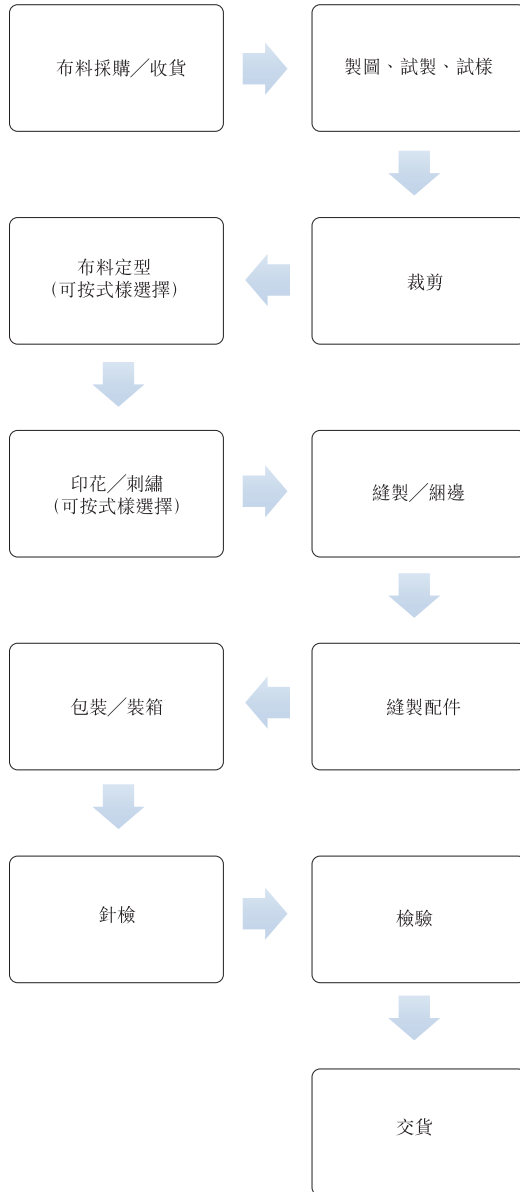 布料採購／收貨
製圖、試製、試樣
裁剪
布料定型
(可按式樣選擇)
印花／刺繡
(可按式樣選擇)
縫製／綑邊
縫製配件
包裝／裝箱
針檢
檢驗
交貨